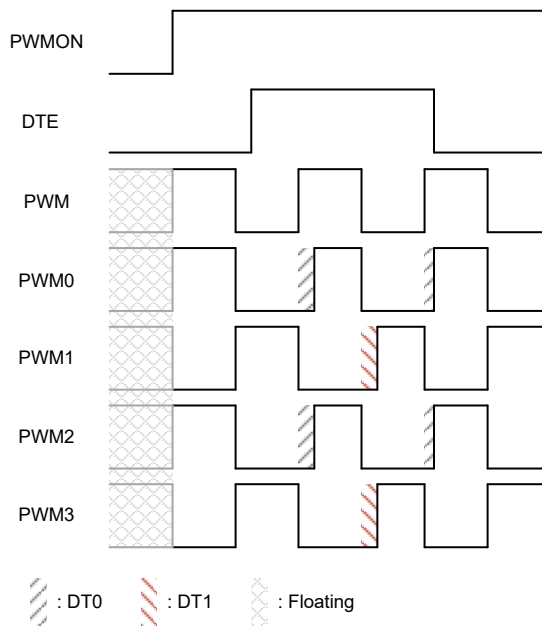 PWMON
DTE
PWM
PWM0
PWM1
PWM2
PWM3
: DT0 : DT1 : Floating